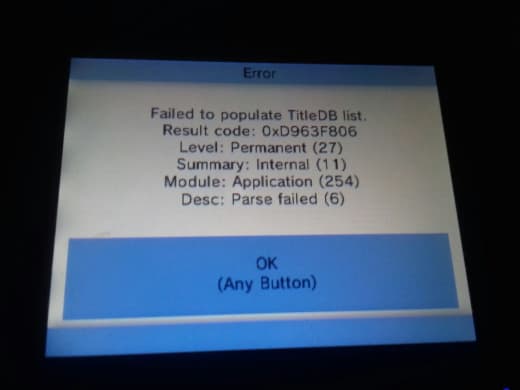 Error
Failed to populate TitleDB list.
Result code: 0xD963F806
Level: Permanent (27)
Summary: Internal (11)
Module: Application (254)
Desc: Parse failed (6)
OK
(Any Button)